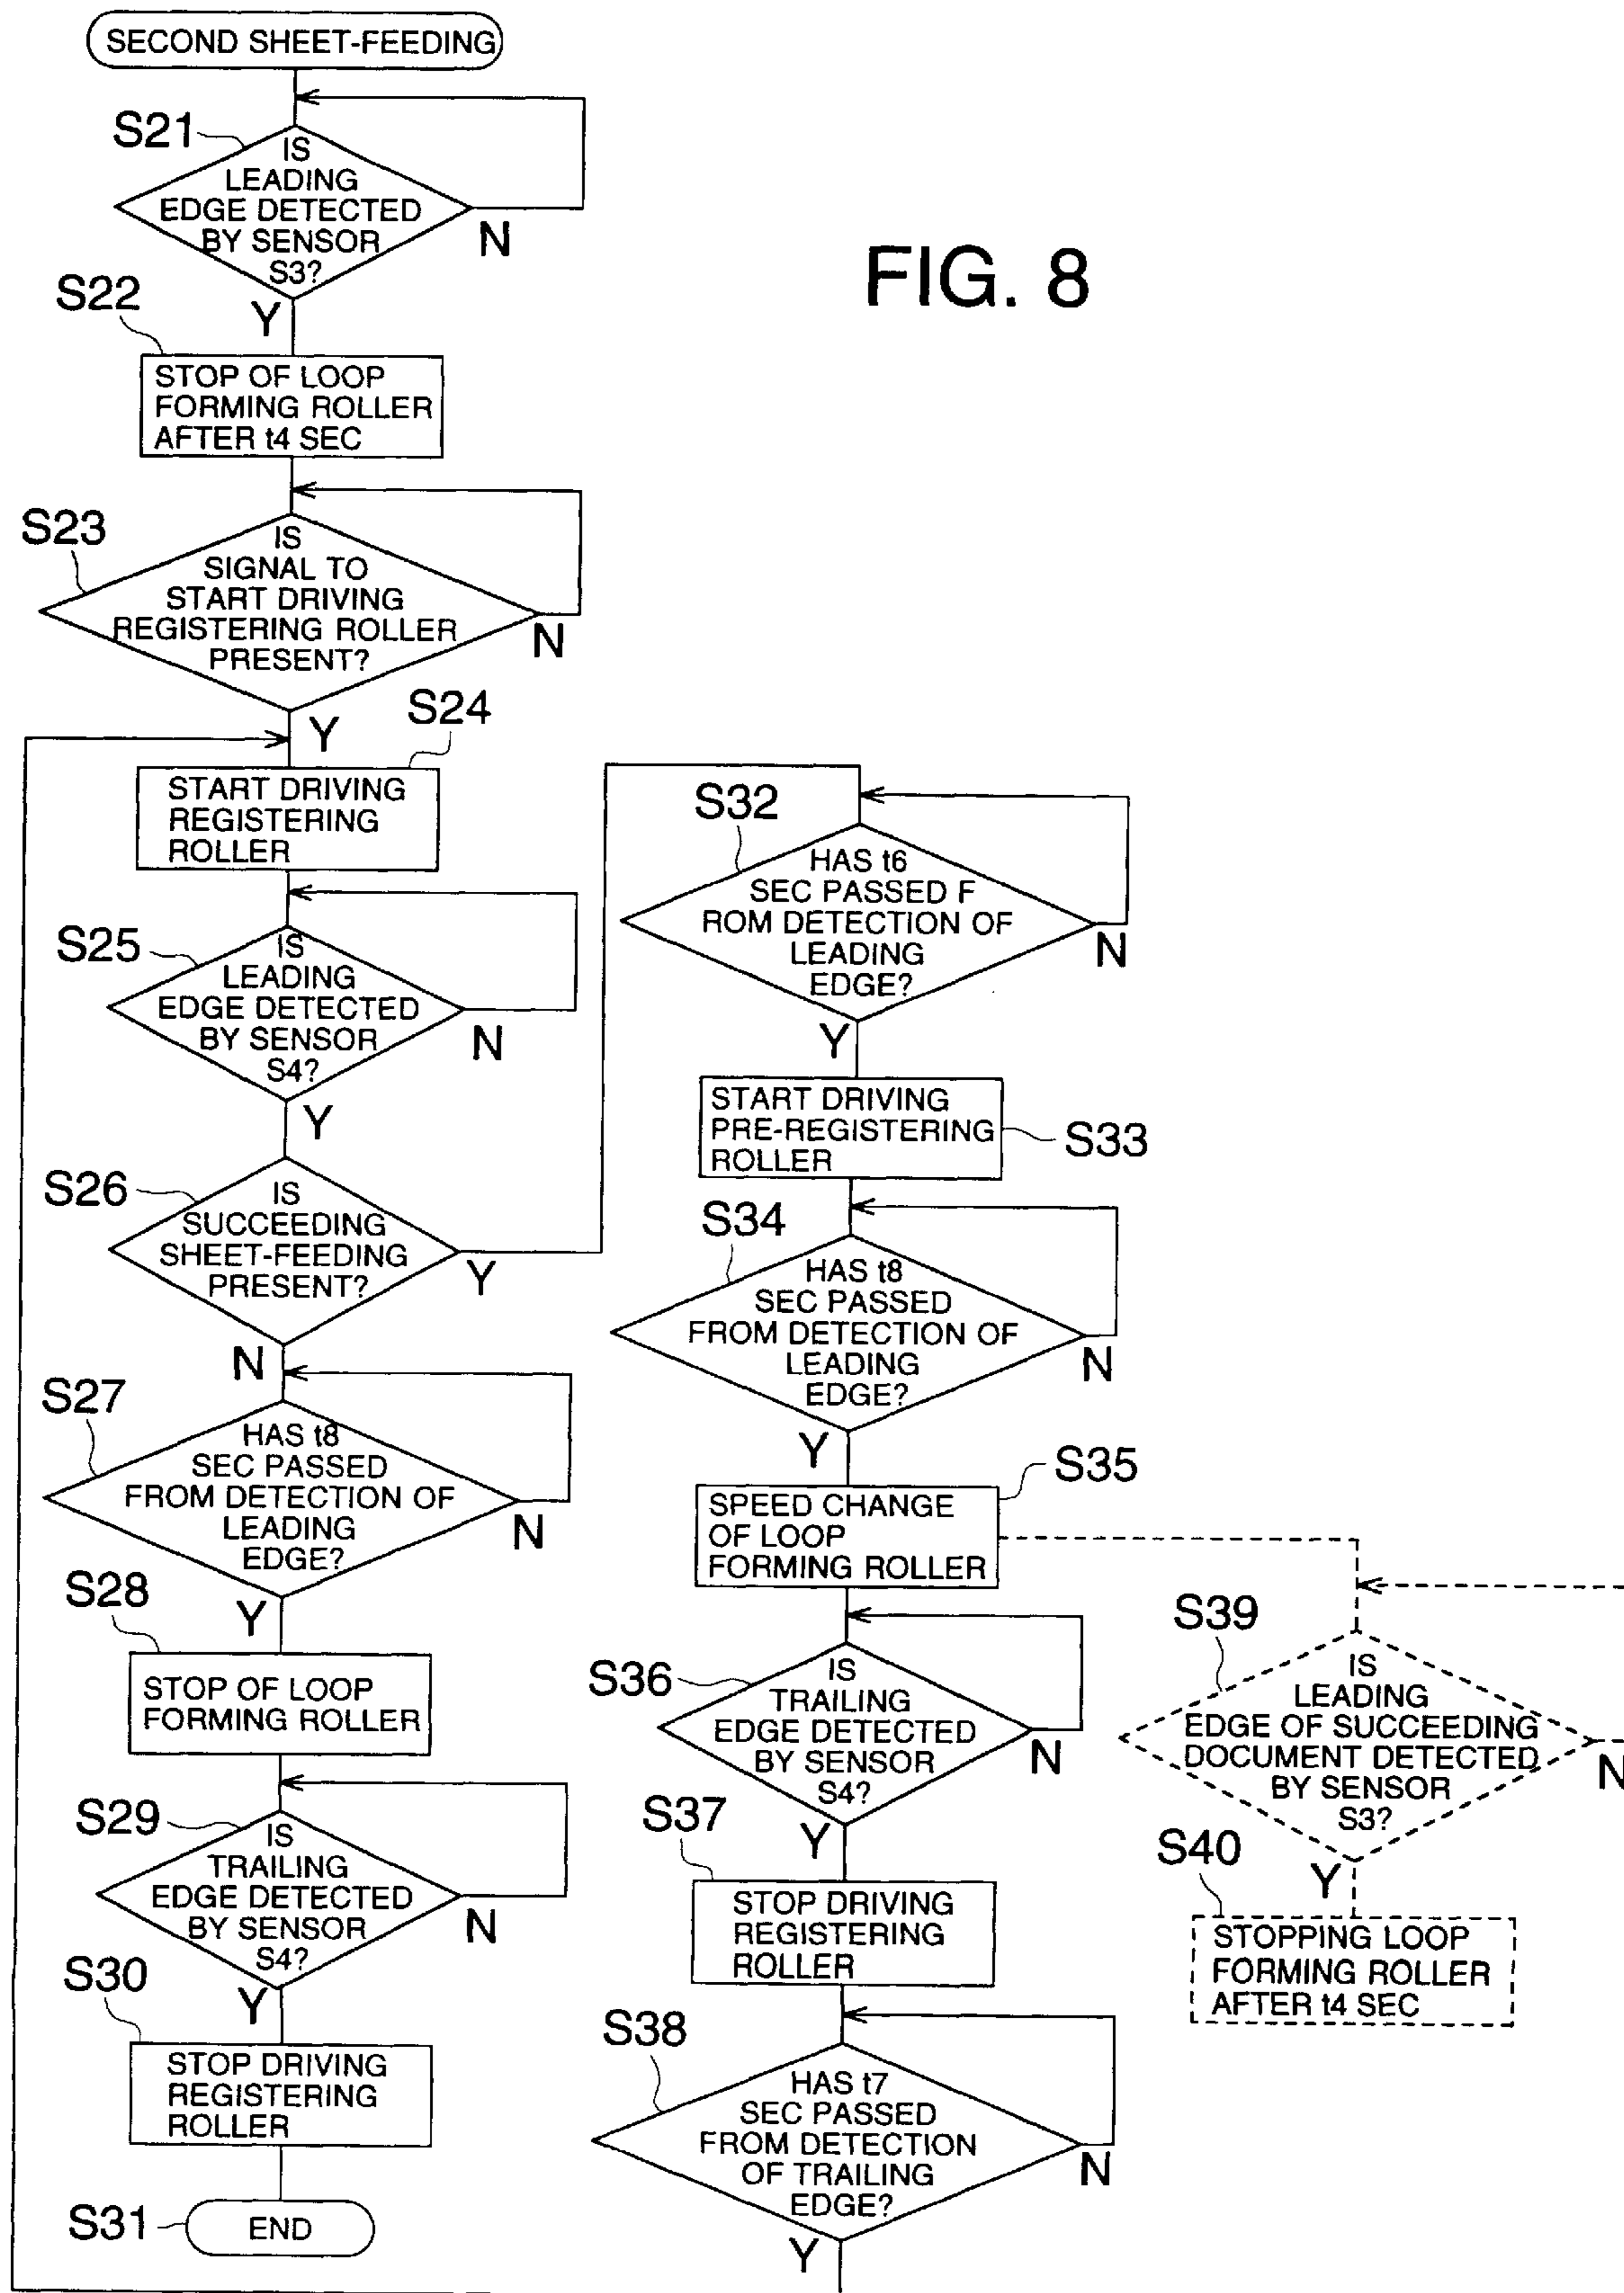 FIG. 8
SECOND SHEET-FEEDING
S21
IS
LEADING
EDGE DETECTED
BY SENSOR
S3?
N
Y
S22
STOP OF LOOP
FORMING ROLLER
AFTER t4 SEC
S23
IS
SIGNAL TO
START DRIVING
REGISTERING ROLLER
PRESENT?
N
Y
S24
START DRIVING
REGISTERING
ROLLER
S25
IS
LEADING
EDGE DETECTED
BY SENSOR
S4?
N
Y
S26
IS
SUCCEEDING
SHEET-FEEDING
PRESENT?
Y
N
S27
HAS t8
SEC PASSED
FROM DETECTION OF
LEADING
EDGE?
N
Y
S28
STOP OF LOOP
FORMING ROLLER
S29
IS
TRAILING
EDGE DETECTED
BY SENSOR
S4?
N
Y
S30
STOP DRIVING
REGISTERING
ROLLER
S31
END
S32
HAS t6
SEC PASSED F
ROM DETECTION OF
LEADING
EDGE?
N
Y
START DRIVING
PRE-REGISTERING
ROLLER
S33
S34
HAS t8
SEC PASSED
FROM DETECTION OF
LEADING
EDGE?
N
Y
S35
SPEED CHANGE
OF LOOP
FORMING ROLLER
S36
IS
TRAILING
EDGE DETECTED
BY SENSOR
S4?
N
Y
S37
STOP DRIVING
REGISTERING
ROLLER
S38
HAS t7
SEC PASSED
FROM DETECTION
OF TRAILING
EDGE?
N
Y
S39
IS
LEADING
EDGE OF SUCCEEDING
DOCUMENT DETECTED
BY SENSOR
S3?
N
Y
S40
STOPPING LOOP
FORMING ROLLER
AFTER t4 SEC